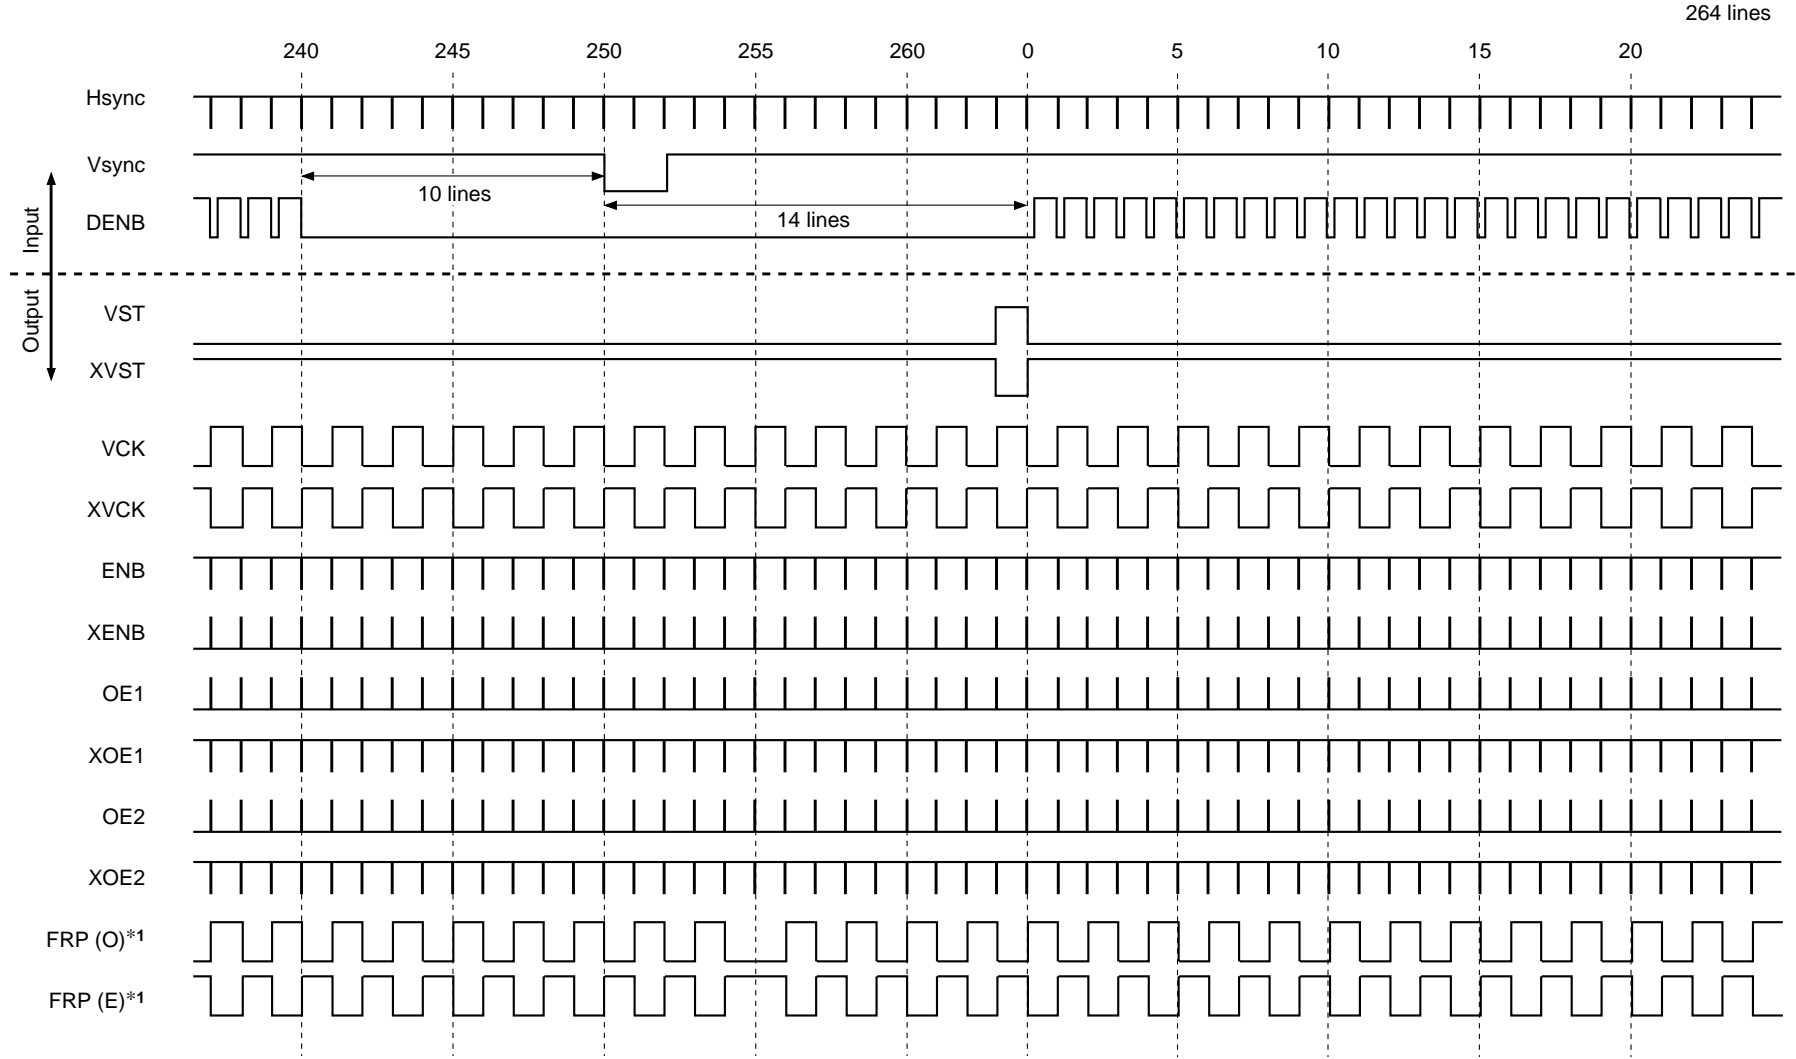 264 lines
240 245 250 255 260 0 5 10 15 20
Hsync
Vsync
10 lines
DENB
14 lines
Input
Output
VST
XVST
VCK
XVCK
ENB
XENB
OE1
XOE1
OE2
XOE2
FRP (O)*1
FRP (E)*1